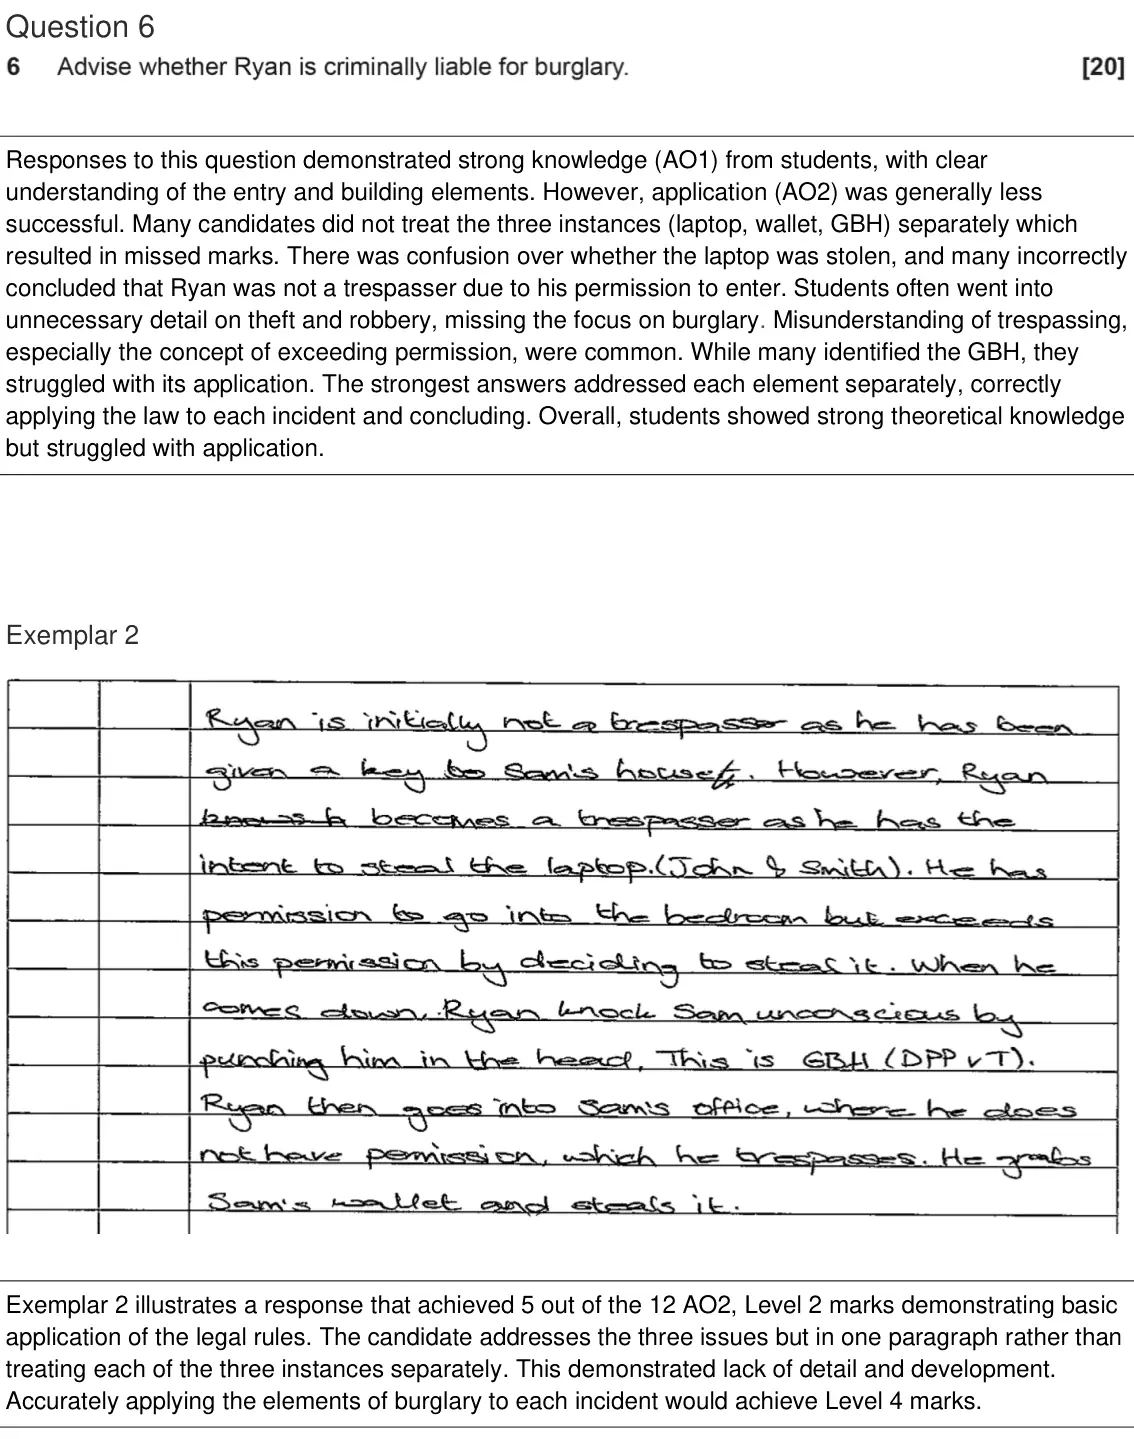 Question 6
6 Advise whether Ryan is criminally liable for burglary. [20]
Responses to this question demonstrated strong knowledge (AO1) from students, with clear
understanding of the entry and building elements. However, application (AO2) was generally less
successful. Many candidates did not treat the three instances (laptop, wallet, GBH) separately which
resulted in missed marks. There was confusion over whether the laptop was stolen, and many incorrectly
concluded that Ryan was not a trespasser due to his permission to enter. Students often went into
unnecessary detail on theft and robbery, missing the focus on burglary. Misunderstanding of trespassing,
especially the concept of exceeding permission, were common. While many identified the GBH, they
struggled with its application. The strongest answers addressed each element separately, correctly
applying the law to each incident and concluding. Overall, students showed strong theoretical knowledge
but struggled with application.
Exemplar 2
Ryan is initially not a trespasser as he has been
given a key to Sam's house. However, Ryan
knows h becomes a trespasser as he has the
intent to steal the laptop. (John & Smith). He has
permission to go into the bedroom but exceeds
this permission by deciding to steal it. When he
comes down, Ryan knock Sam unconscious by
punching him in the head, This is GBH (DPP v T).
Ryan then goes into Sam's office, where he does
not have permission, which he trespasses. He grabs
Sam's wallet and steals it.
Exemplar 2 illustrates a response that achieved 5 out of the 12 AO2, Level 2 marks demonstrating basic
application of the legal rules. The candidate addresses the three issues but in one paragraph rather than
treating each of the three instances separately. This demonstrated lack of detail and development.
Accurately applying the elements of burglary to each incident would achieve Level 4 marks.